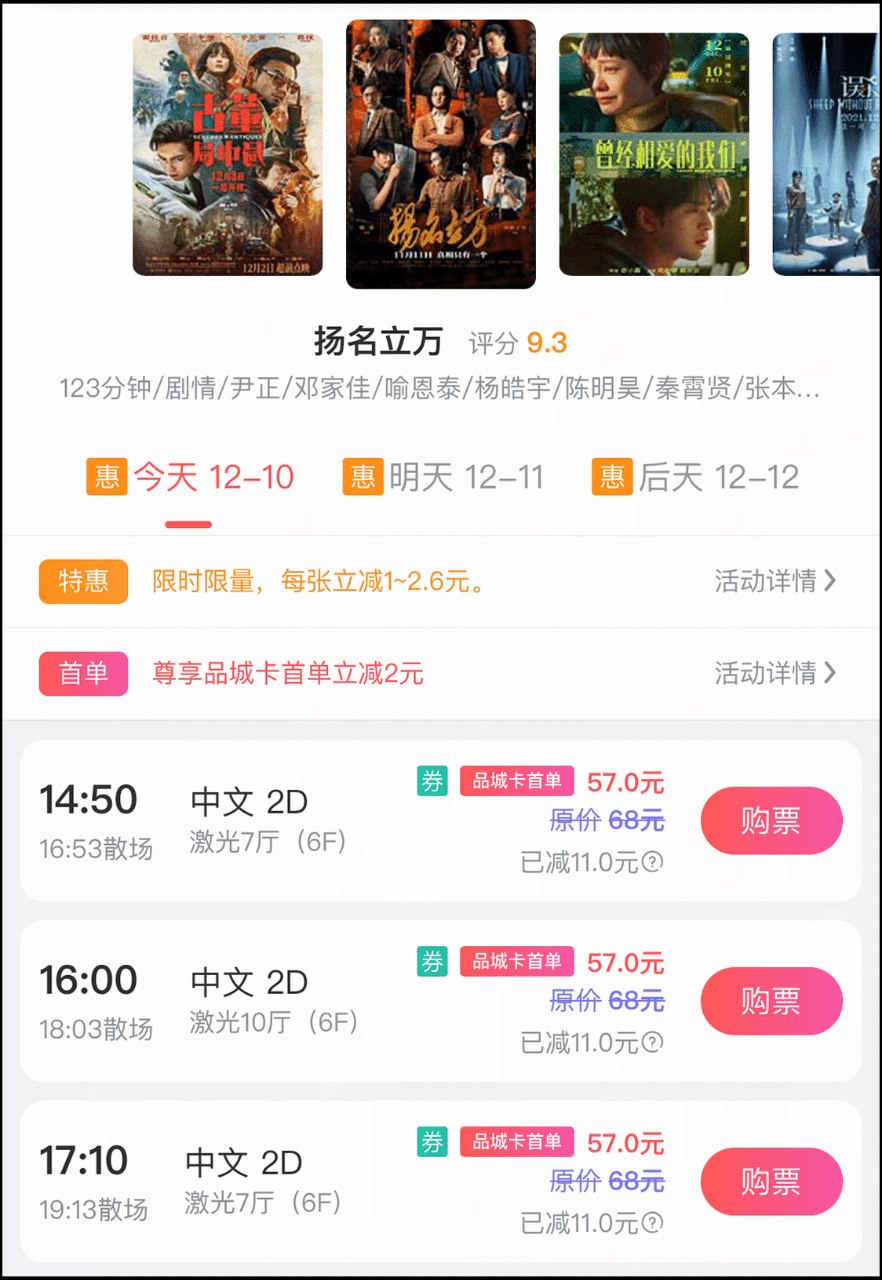 古董
SCHEMES IN ANTIQUES
局中局
12月3日
12月2日 超前点映
扬名立万
11月11日 真相只有一个
12
10
曾经相爱的我们
误杀
SHEEP WITHOUT A
2021.12
扬名立万 评分 9.3
123分钟/剧情/尹正/邓家佳/喻恩泰/杨皓宇/陈明昊/秦霄贤/张本...
惠 今天 12-10 惠 明天 12-11 惠 后天 12-12
特惠 限时限量，每张立减1~2.6元。 活动详情
首单 尊享品城卡首单立减2元 活动详情
14:50 中文 2D 券 品城卡首单 57.0元
原价 68元 购票
16:53散场 激光7厅（6F） 已减11.0元?
16:00 中文 2D 券 品城卡首单 57.0元
原价 68元 购票
18:03散场 激光10厅（6F） 已减11.0元?
17:10 中文 2D 券 品城卡首单 57.0元
原价 68元 购票
19:13散场 激光7厅（6F） 已减11.0元?